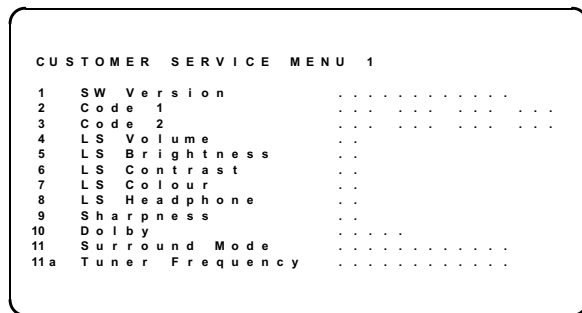 CUSTOMER SERVICE MENU 1
1 SW Version . . . . . . . . . . . .
2 Code 1 ... ... ... ...
3 Code 2 ... ... ... ...
4 LS Volume . .
5 LS Brightness . .
6 LS Contrast . .
7 LS Colour . .
8 LS Headphone . .
9 Sharpness . .
10 Dolby . . . . .
11 Surround Mode . . . . . . . . . . . .
11a Tuner Frequency . . . . . . . . . . . .